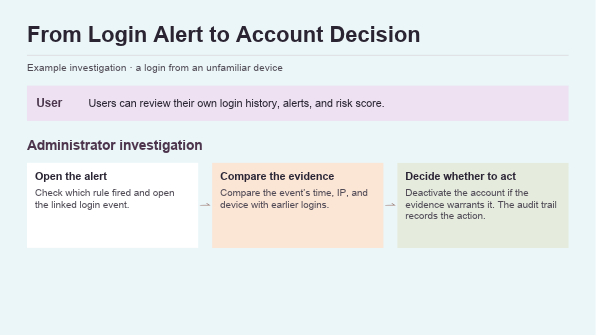 From Login Alert to Account Decision
Example investigation · a login from an unfamiliar device
User Users can review their own login history, alerts, and risk score.
Administrator investigation
Open the alert
Check which rule fired and open
the linked login event.
→
Compare the evidence
Compare the event's time, IP, and
device with earlier logins.
→
Decide whether to act
Deactivate the account if the
evidence warrants it. The audit trail
records the action.